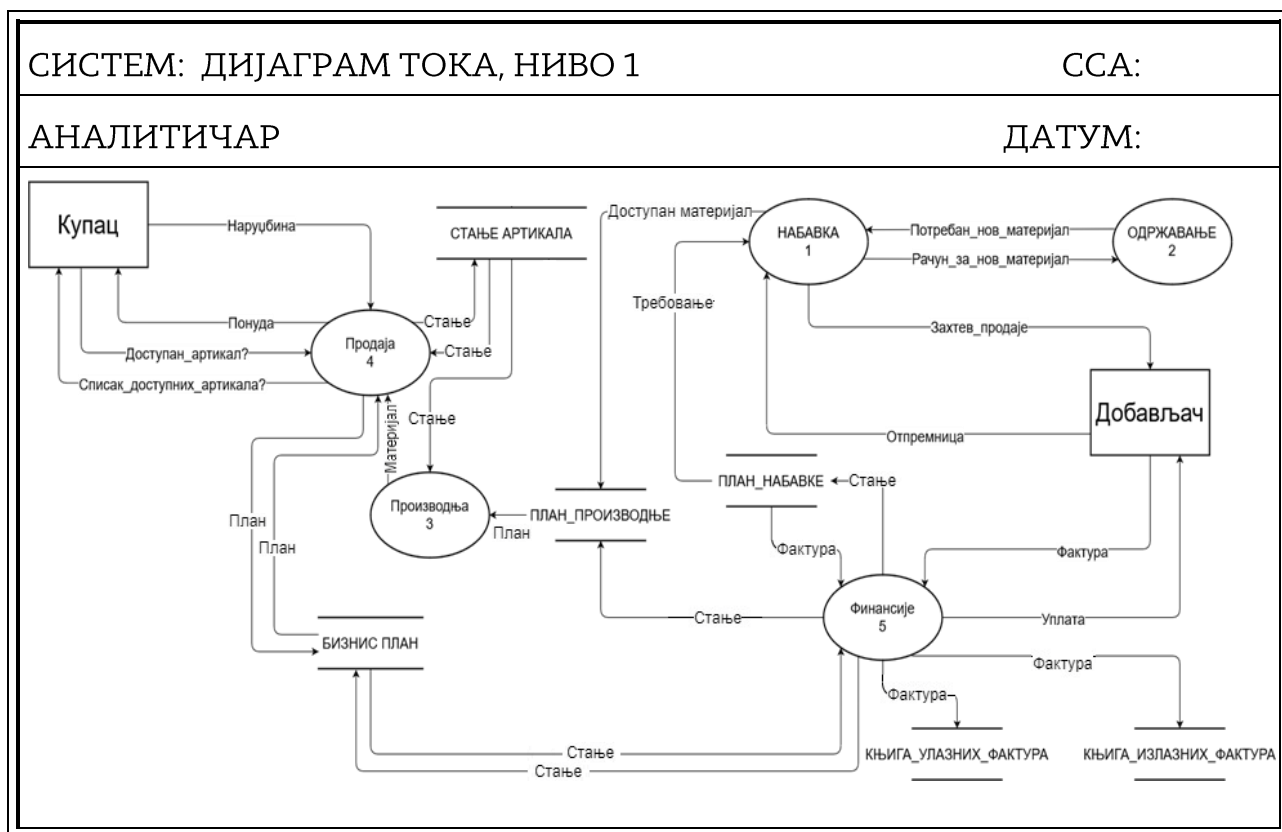 СИСТЕМ: ДИЈАГРАМ ТОКА, НИВО 1 ССА:
АНАЛИТИЧАР ДАТУМ:
Купац
Наруџбина
СТАЊЕ АРТИКАЛА
Доступан материјал
НАБАВКА
1
Потребан_нов_материјал
Рачун_за_нов_материјал
ОДРЖАВАЊЕ
2
Требовање
Понуда
Стање
Захтев_продаје
Продаја
4
Доступан_артикал?
Стање
Списак_доступних_артикала?
Материјал
Стање
Добављач
Отпремница
ПЛАН_НАБАВКЕ
Стање
Производња
3
План
ПЛАН_ПРОИЗВОДЊЕ
План
План
Фактура
Фактура
Финансије
5
Стање
Уплата
БИЗНИС ПЛАН
Фактура
Фактура
Стање
Стање
КЊИГА_УЛАЗНИХ_ФАКТУРА
КЊИГА_ИЗЛАЗНИХ_ФАКТУРА